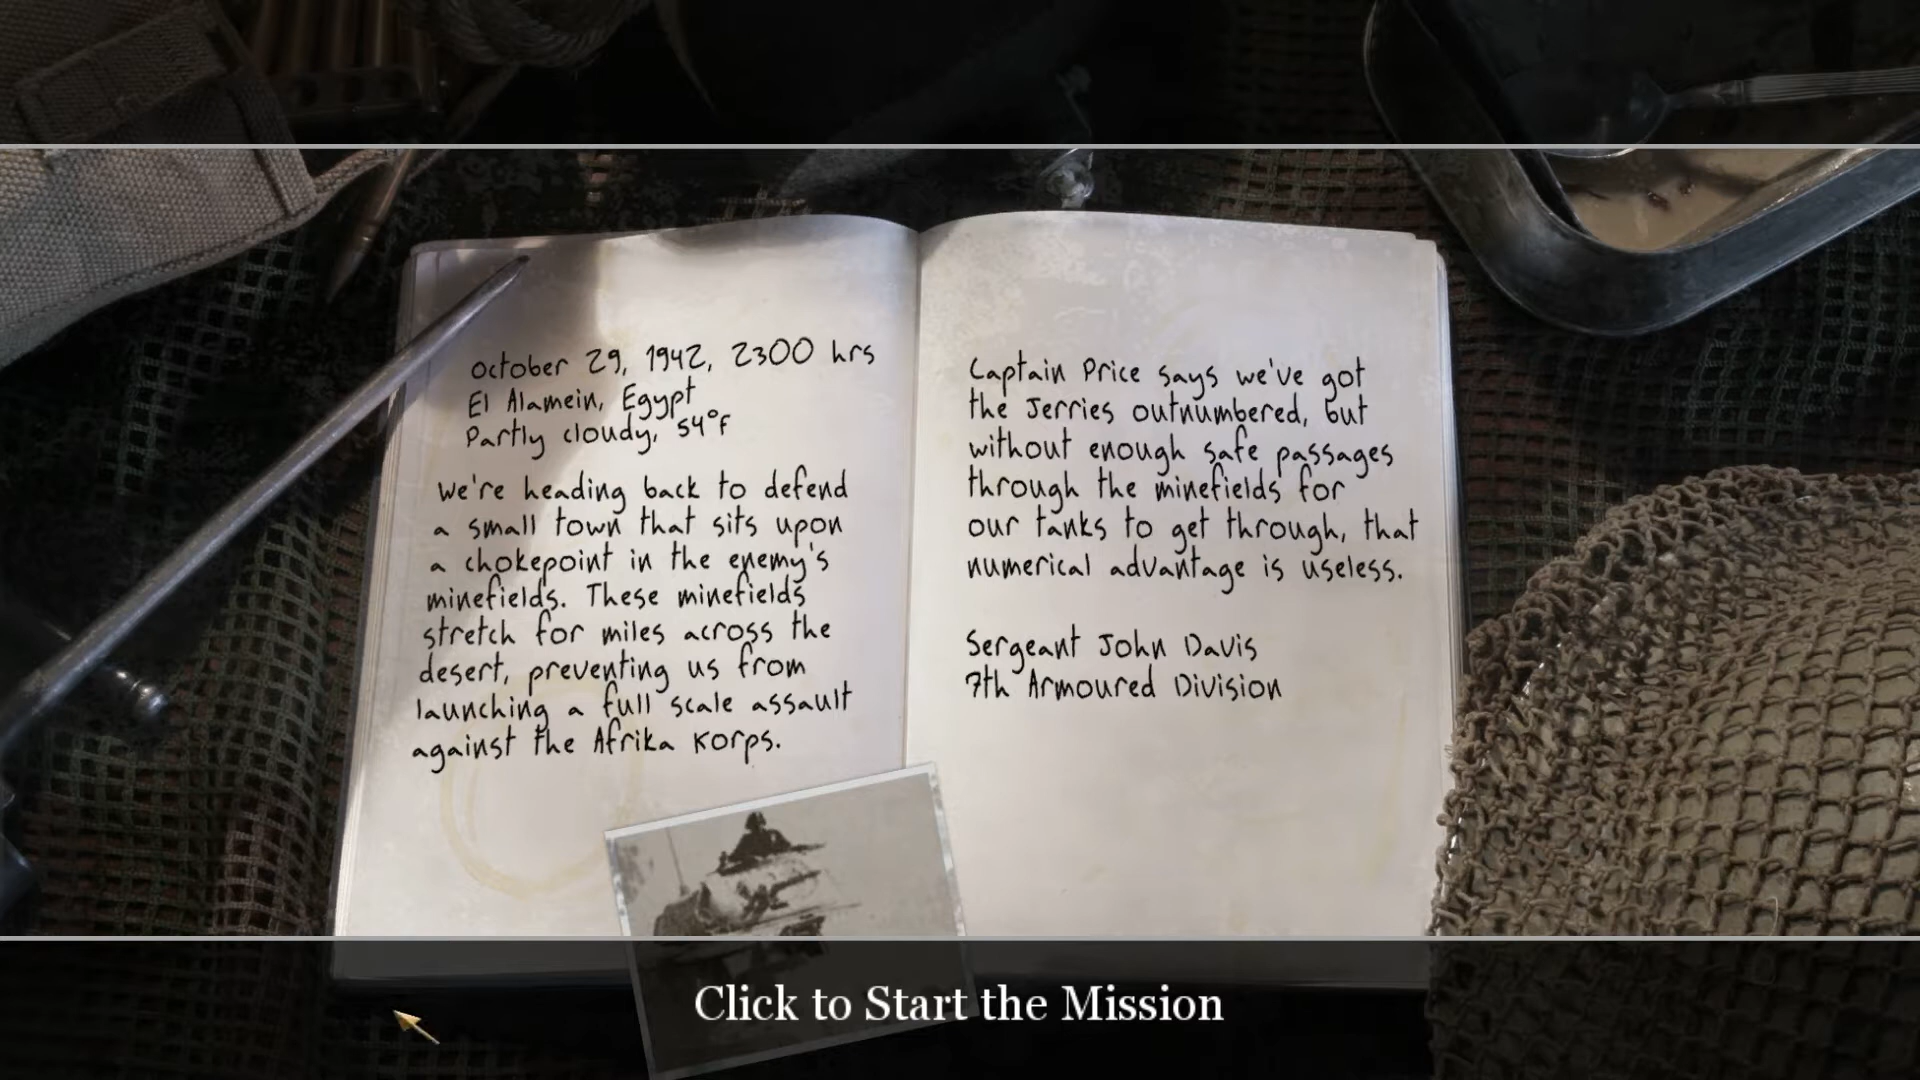 October 29, 1942, 2300 hrs
El Alamein, Egypt
Partly cloudy, 54°F
We're heading back to defend
a small town that sits upon
a chokepoint in the enemy's
minefields. These minefields
stretch for miles across the
desert, preventing us from
launching a full scale assault
against the Afrika Korps.
Captain Price says we've got
the Jerries outnumbered, but
without enough safe passages
through the minefields for
our tanks to get through, that
numerical advantage is useless.
Sergeant John Davis
7th Armoured Division
Click to Start the Mission